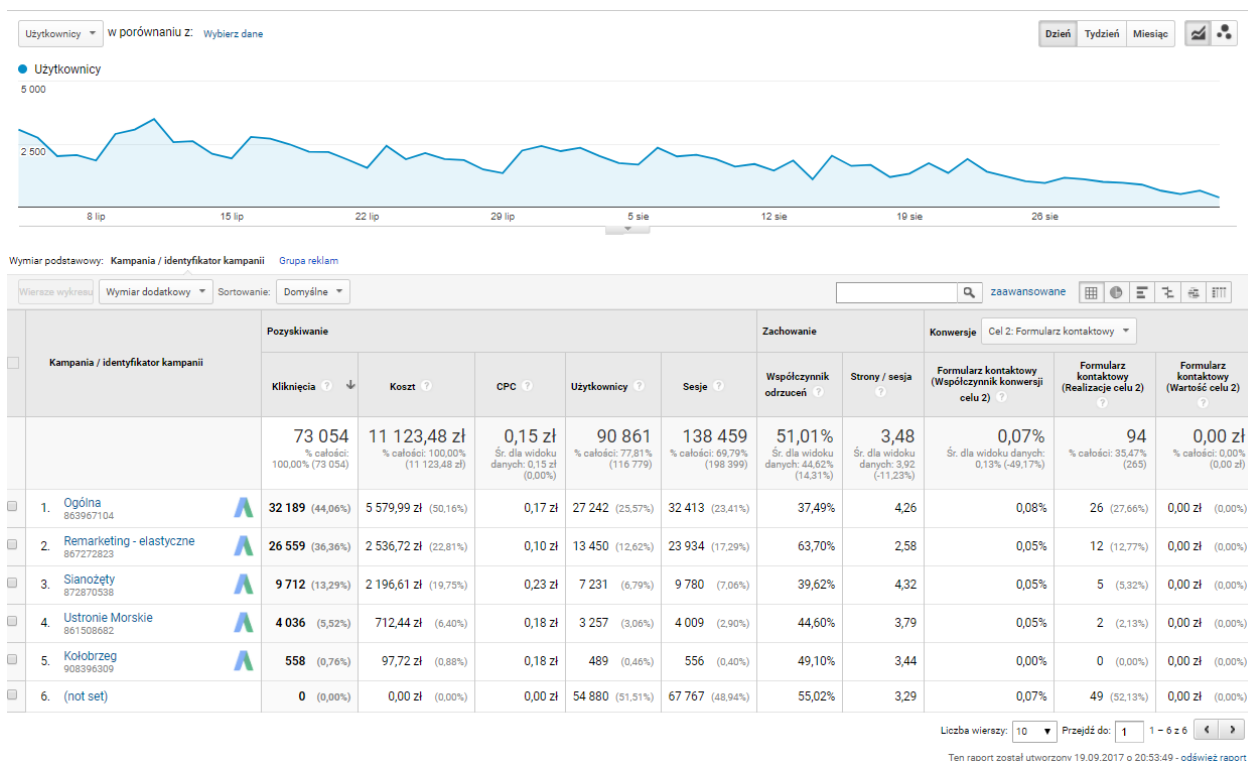 Użytkownicy w porównaniu z: Wybierz dane Dzień Tydzień Miesiąc
Użytkownicy
5 000
2 500
8 lip 15 lip 22 lip 29 lip 5 sie 12 sie 19 sie 26 sie
Wymiar podstawowy: Kampania / identyfikator kampanii Grupa reklam
Wiersze wykresu Wymiar dodatkowy Sortowanie: Domyślne zaawansowane
Kampania / identyfikator kampanii
Pozyskiwanie Zachowanie Konwersje Cel 2: Formularz kontaktowy
Kliknięcia ? Koszt ? CPC ? Użytkownicy ? Sesje ? Współczynnik odrzuceń ? Strony / sesja ? Formularz kontaktowy (Współczynnik konwersji celu 2) ? Formularz kontaktowy (Realizacje celu 2) ? Formularz kontaktowy (Wartość celu 2) ?
73 054 11 123,48 zł 0,15 zł 90 861 138 459 51,01% 3,48 0,07% 94 0,00 zł
% całości: % całości: 100,00% Śr. dla widoku % całości: 77,81% % całości: 69,79% Śr. dla widoku Śr. dla widoku Śr. dla widoku danych: % całości: 35,47% % całości: 0,00%
100,00% (73 054) (11 123,48 zł) danych: 0,15 zł (116 779) (198 399) danych: 44,62% danych: 3,92 0,13% (-49,17%) (265) (0,00 zł)
(0,00%) (14,31%) (-11,23%)
1. Ogólna 32 189 (44,06%) 5 579,99 zł (50,16%) 0,17 zł 27 242 (25,57%) 32 413 (23,41%) 37,49% 4,26 0,08% 26 (27,66%) 0,00 zł (0,00%)
863967104
2. Remarketing - elastyczne 26 559 (36,36%) 2 536,72 zł (22,81%) 0,10 zł 13 450 (12,62%) 23 934 (17,29%) 63,70% 2,58 0,05% 12 (12,77%) 0,00 zł (0,00%)
867272823
3. Sianożęty 9 712 (13,29%) 2 196,61 zł (19,75%) 0,23 zł 7 231 (6,79%) 9 780 (7,06%) 39,62% 4,32 0,05% 5 (5,32%) 0,00 zł (0,00%)
872870538
4. Ustronie Morskie 4 036 (5,52%) 712,44 zł (6,40%) 0,18 zł 3 257 (3,06%) 4 009 (2,90%) 44,60% 3,79 0,05% 2 (2,13%) 0,00 zł (0,00%)
861508682
5. Kołobrzeg 558 (0,76%) 97,72 zł (0,88%) 0,18 zł 489 (0,46%) 556 (0,40%) 49,10% 3,44 0,00% 0 (0,00%) 0,00 zł (0,00%)
908396309
6. (not set) 0 (0,00%) 0,00 zł (0,00%) 0,00 zł 54 880 (51,51%) 67 767 (48,94%) 55,02% 3,29 0,07% 49 (52,13%) 0,00 zł (0,00%)
Liczba wierszy: 10 Przejdź do: 1 1 – 6 z 6
Ten raport został utworzony 19.09.2017 o 20:53:49 - odśwież raport